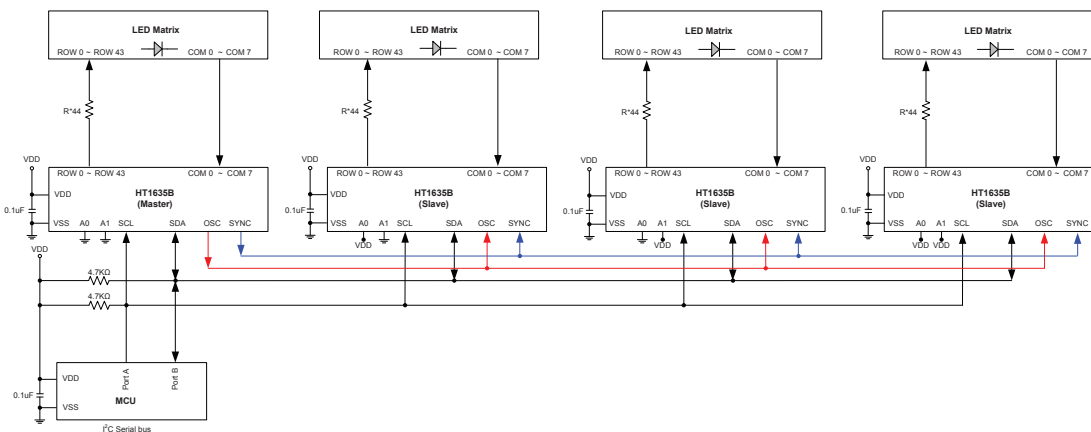 LED Matrix LED Matrix LED Matrix LED Matrix
ROW 0 ~ ROW 43 COM 0 ~ COM 7 ROW 0 ~ ROW 43 COM 0 ~ COM 7 ROW 0 ~ ROW 43 COM 0 ~ COM 7 ROW 0 ~ ROW 43 COM 0 ~ COM 7
R*44 R*44 R*44 R*44
VDD VDD VDD VDD
ROW 0 ~ ROW 43 COM 0 ~ COM 7 ROW 0 ~ ROW 43 COM 0 ~ COM 7 ROW 0 ~ ROW 43 COM 0 ~ COM 7 ROW 0 ~ ROW 43 COM 0 ~ COM 7
VDD HT1635B VDD HT1635B VDD HT1635B VDD HT1635B
(Master) (Slave) (Slave) (Slave)
0.1uF 0.1uF 0.1uF 0.1uF
VSS A0 A1 SCL SDA OSC SYNC VSS A0 A1 SCL SDA OSC SYNC VSS A0 A1 SCL SDA OSC SYNC VSS A0 A1 SCL SDA OSC SYNC
VDD VDD VDD VDD VDD
4.7KΩ
4.7KΩ
Port A Port B
VDD
0.1uF
MCU
VSS
I²C Serial bus